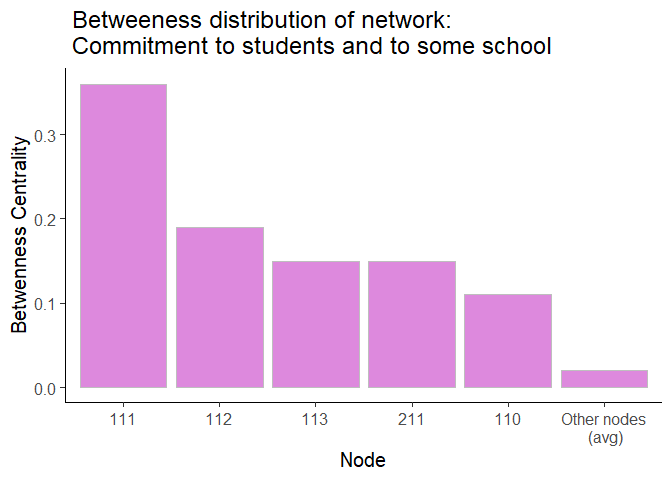 Betweeness distribution of network:
Commitment to students and to some school
Betwenness Centrality
0.3
0.2
0.1
0.0
111
112
113
211
110
Other nodes
(avg)
Node